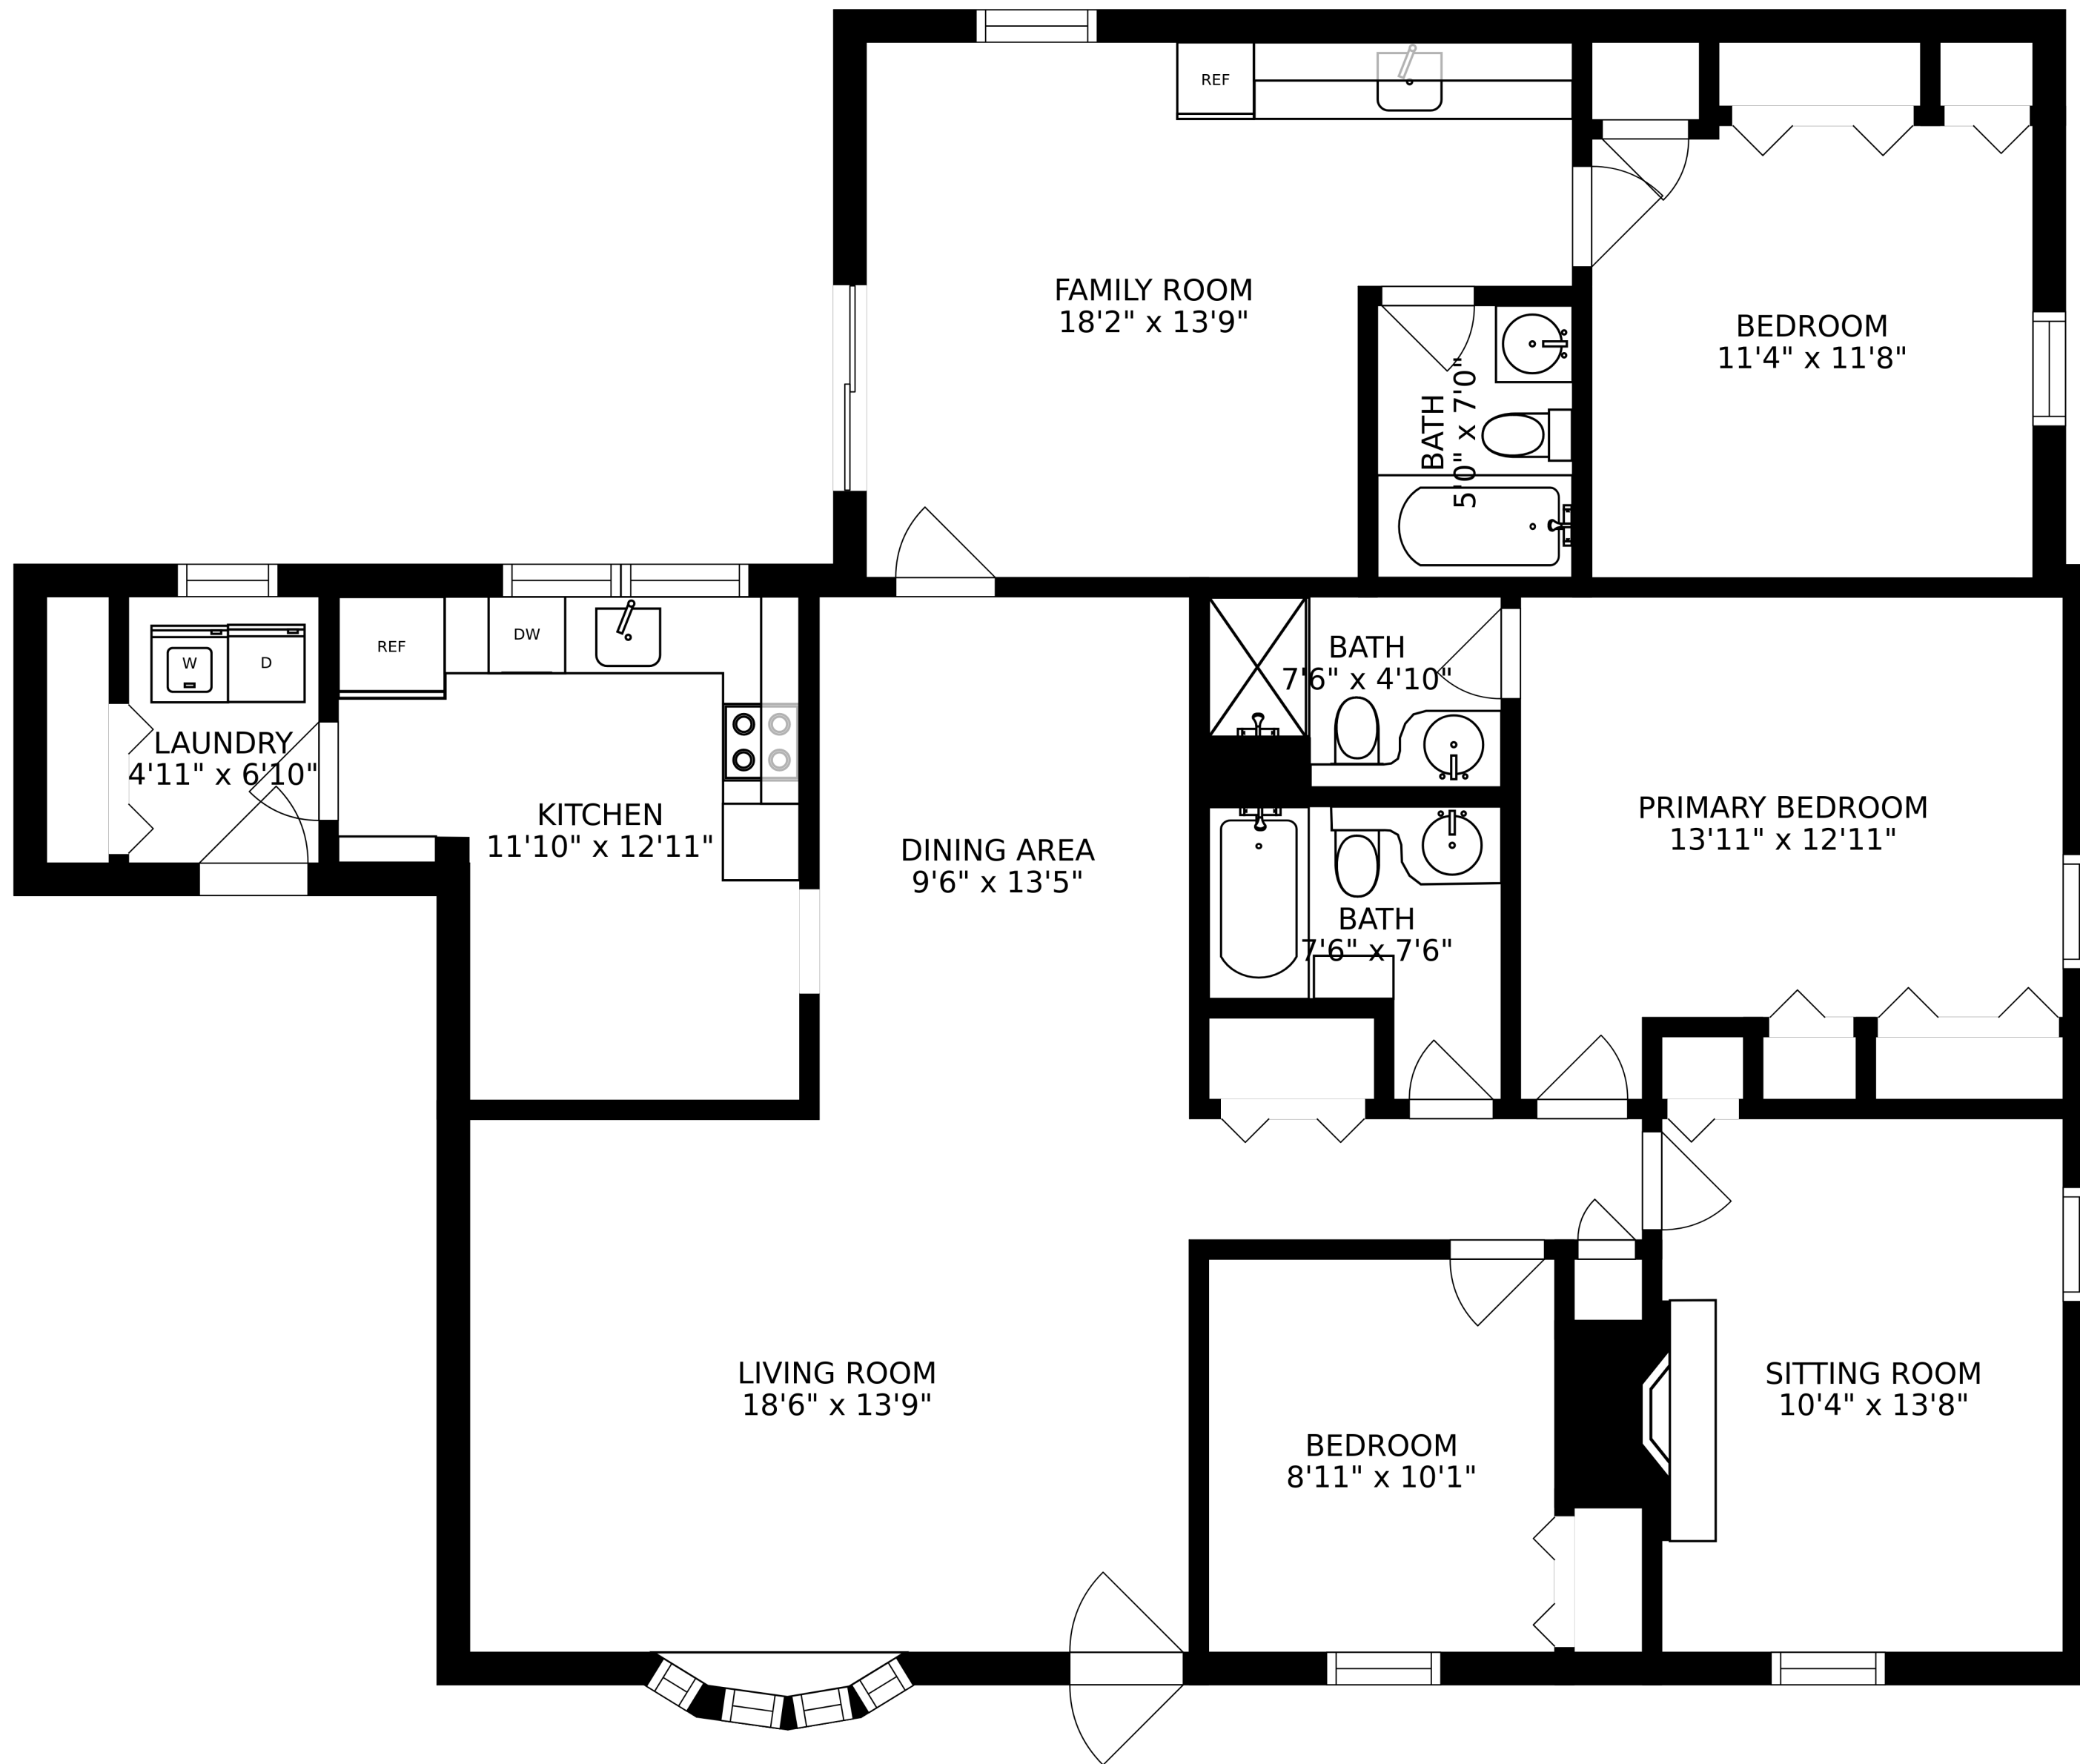 REF
FAMILY ROOM
18'2" x 13'9"
BEDROOM
11'4" x 11'8"
BATH
5'0" x 7'0"
REF
DW
W
D
LAUNDRY
4'11" x 6'10"
KITCHEN
11'10" x 12'11"
DINING AREA
9'6" x 13'5"
BATH
7'6" x 4'10"
PRIMARY BEDROOM
13'11" x 12'11"
BATH
7'6" x 7'6"
LIVING ROOM
18'6" x 13'9"
BEDROOM
8'11" x 10'1"
SITTING ROOM
10'4" x 13'8"